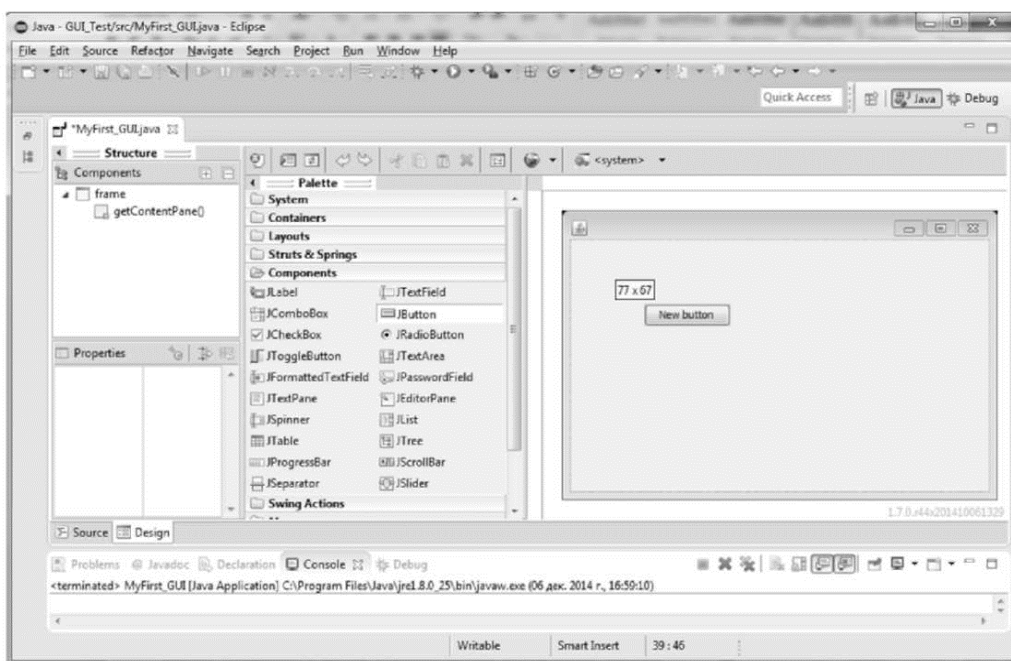 Java - GUI_Test/src/MyFirst_GUI.java - Eclipse
File Edit Source Refactor Navigate Search Project Run Window Help
Quick Access Java Debug
*MyFirst_GUI.java
Structure
<system>
Components
Palette
frame
System
getContentPane()
Containers
Layouts
Struts & Springs
Components
77 x 67
JLabel JTextField
JComboBox JButton
New button
JCheckBox JRadioButton
Properties
JToggleButton JTextArea
JFormattedTextField JPasswordField
JTextPane JEditorPane
JSpinner JList
JTable JTree
JProgressBar JScrollBar
JSeparator JSlider
Swing Actions
1.7.0.r44x201410061329
Source Design
Problems @ Javadoc Declaration Console Debug
<terminated> MyFirst_GUI [Java Application] C:\Program Files\Java\jre1.8.0_25\bin\javaw.exe (06 дек. 2014 г., 16:59:10)
Writable Smart Insert 39 : 46